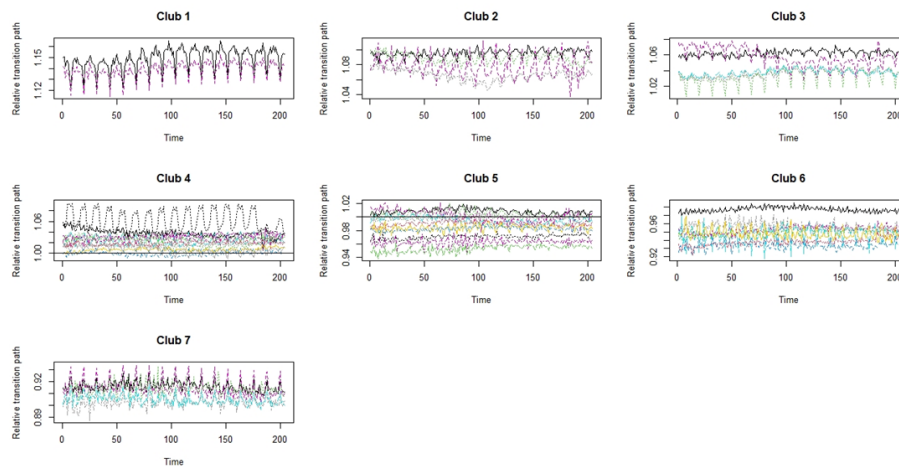 Club 1
Club 2
Club 3
Relative transition path
1.12
1.15
0
50
100
150
200
Time
Relative transition path
1.04
1.08
0
50
100
150
200
Time
Relative transition path
1.02
1.06
0
50
100
150
200
Time
Club 4
Club 5
Club 6
Relative transition path
1.00
1.06
0
50
100
150
200
Time
Relative transition path
0.94
0.98
1.02
0
50
100
150
200
Time
Relative transition path
0.92
0.96
0
50
100
150
200
Time
Club 7
Relative transition path
0.89
0.92
0
50
100
150
200
Time